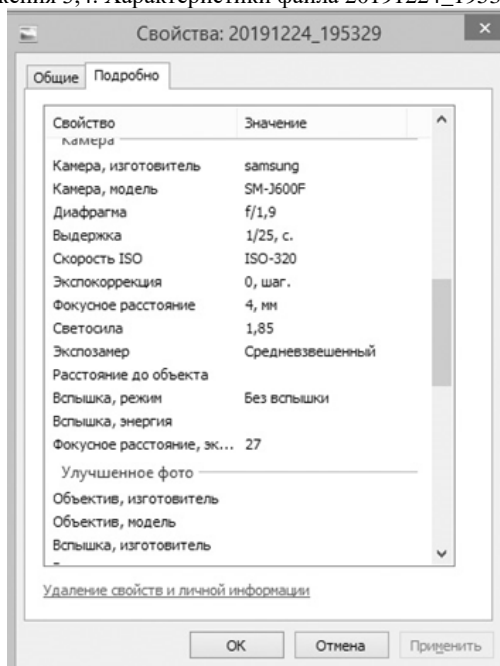 Характеристики файла
Свойства: 20191224_195329
Общие Подробно
Свойство Значение
Камера
Камера, изготовитель samsung
Камера, модель SM-J600F
Диафрагма f/1,9
Выдержка 1/25, с.
Скорость ISO ISO-320
Экспокоррекция 0, шаг.
Фокусное расстояние 4, мм
Светосила 1,85
Экспозамер Средневзвешенный
Расстояние до объекта
Вспышка, режим Без вспышки
Вспышка, энергия
Фокусное расстояние, эк... 27
Улучшенное фото
Объектив, изготовитель
Объектив, модель
Вспышка, изготовитель
Удаление свойств и личной информации
ОК Отмена Применить